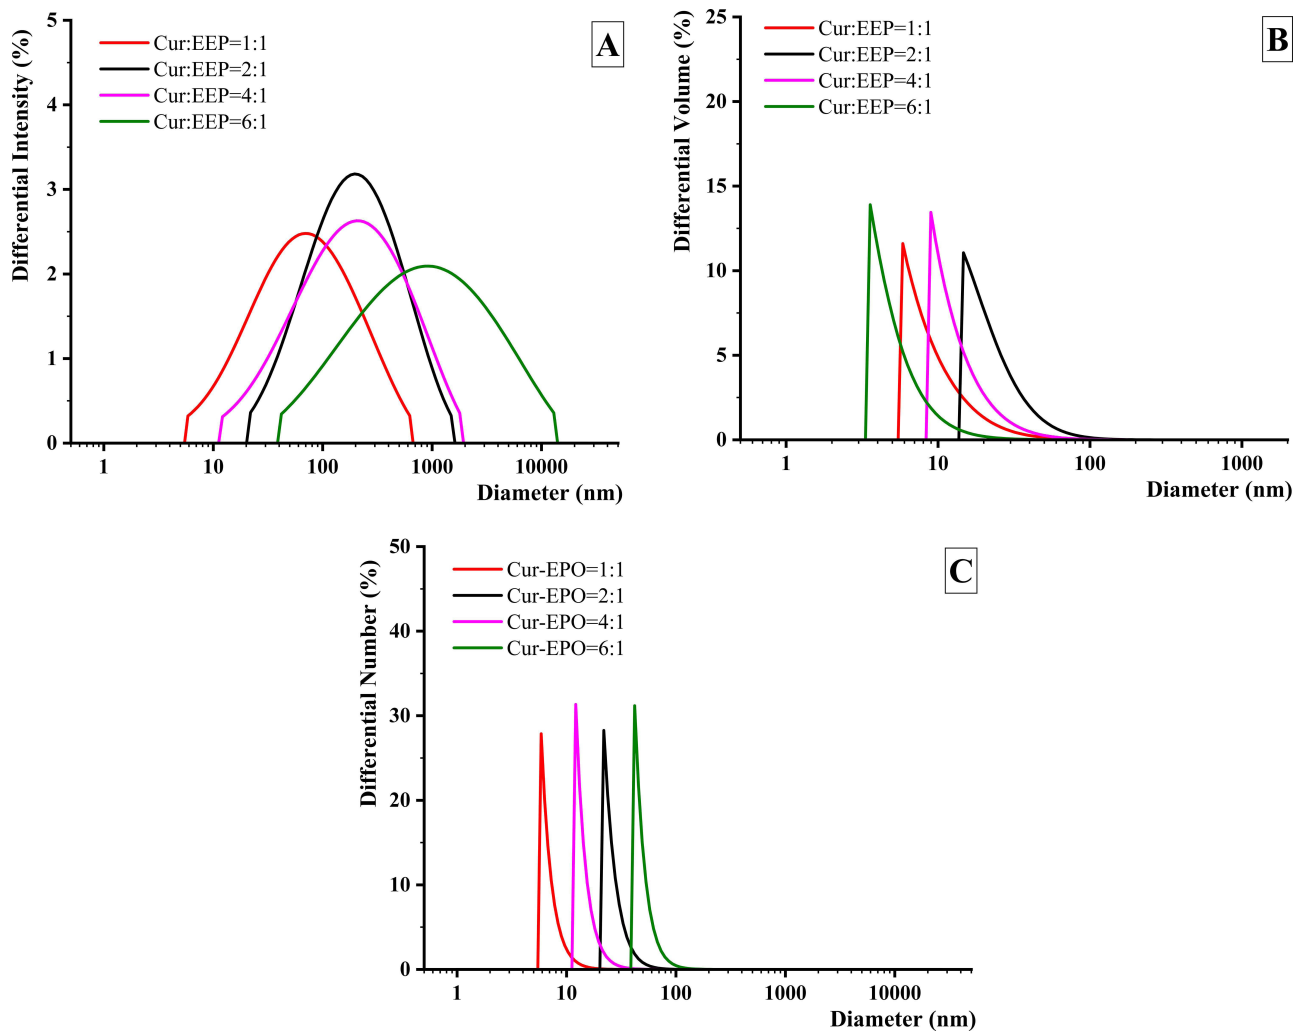 A
Differential Intensity (%)
5
4
3
2
1
0
Cur:EEP=1:1
Cur:EEP=2:1
Cur:EEP=4:1
Cur:EEP=6:1
1 10 100 1000 10000
Diameter (nm)
B
Differential Volume (%)
25
20
15
10
5
0
Cur:EEP=1:1
Cur:EEP=2:1
Cur:EEP=4:1
Cur:EEP=6:1
1 10 100 1000
Diameter (nm)
C
Differential Number (%)
50
40
30
20
10
0
Cur-EPO=1:1
Cur-EPO=2:1
Cur-EPO=4:1
Cur-EPO=6:1
1 10 100 1000 10000
Diameter (nm)